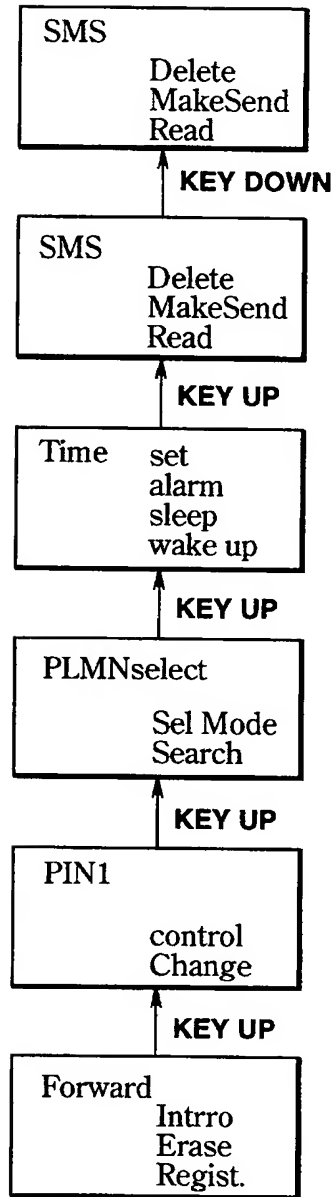 SMS
Delete
MakeSend
Read
KEY DOWN
SMS
Delete
MakeSend
Read
KEY UP
Time set
alarm
sleep
wake up
KEY UP
PLMNselect
Sel Mode
Search
KEY UP
PIN1
control
Change
KEY UP
Forward
Intrro
Erase
Regist.